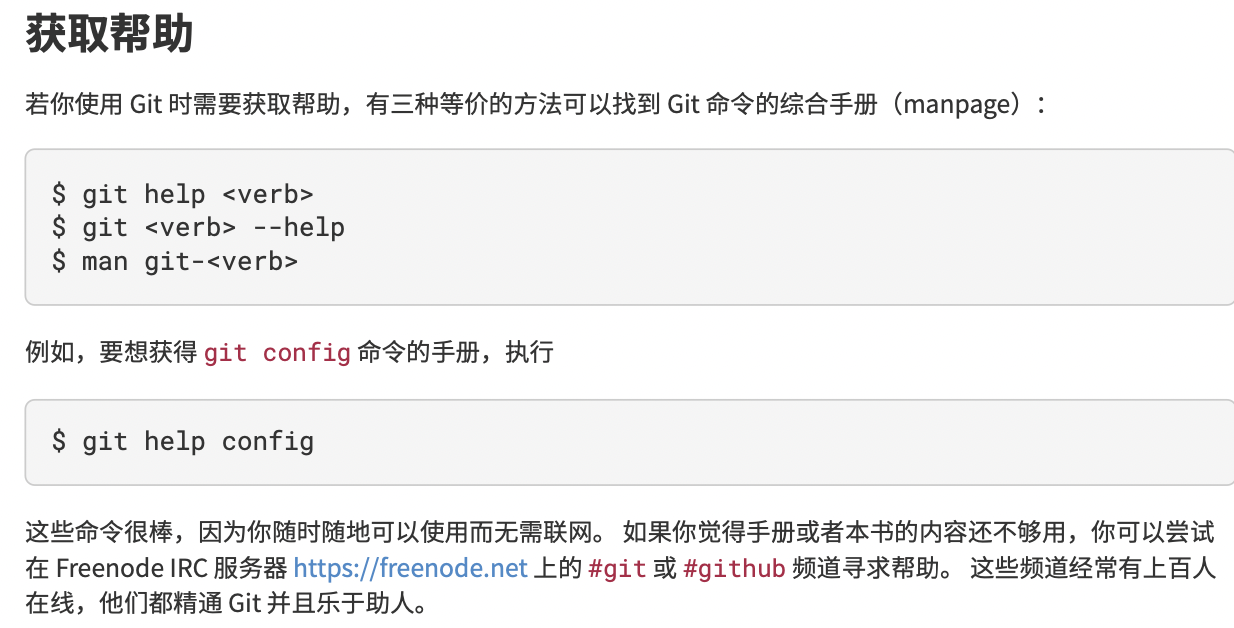 获取帮助
若你使用 Git 时需要获取帮助，有三种等价的方法可以找到 Git 命令的综合手册（manpage）：
$ git help <verb>
$ git <verb> --help
$ man git-<verb>
例如，要想获得 git config 命令的手册，执行
$ git help config
这些命令很棒，因为你随时随地可以使用而无需联网。 如果你觉得手册或者本书的内容还不够用，你可以尝试
在 Freenode IRC 服务器 https://freenode.net 上的 #git 或 #github 频道寻求帮助。 这些频道经常有上百人
在线，他们都精通 Git 并且乐于助人。